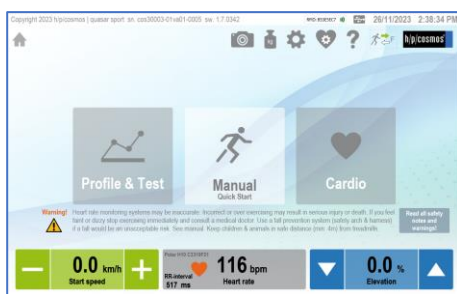 Copyright 2023 h/p/cosmos | quasar sport sn. cos30003-01va01-0005 sw. 1.7.0342
26/11/2023 2:38:34 PM
kg
?
h/p/cosmos
Profile & Test
Manual
Quick Start
Cardio
Warning! Heart rate monitoring systems may be inaccurate. Incorrect or over exercising may result in serious injury or death. If you feel
faint or dizzy stop exercising immediately and consult a medical doctor. Use a fall prevention system (safety arch & harness)
if a fall would be an unacceptable risk. See manual. Keep children & animals in safe distance (min. 4m) from treadmill.
Read all safety
notes and
warnings!
0.0 km/h
Start speed
RR-interval
517 ms
116 bpm
Heart rate
0.0 %
Elevation